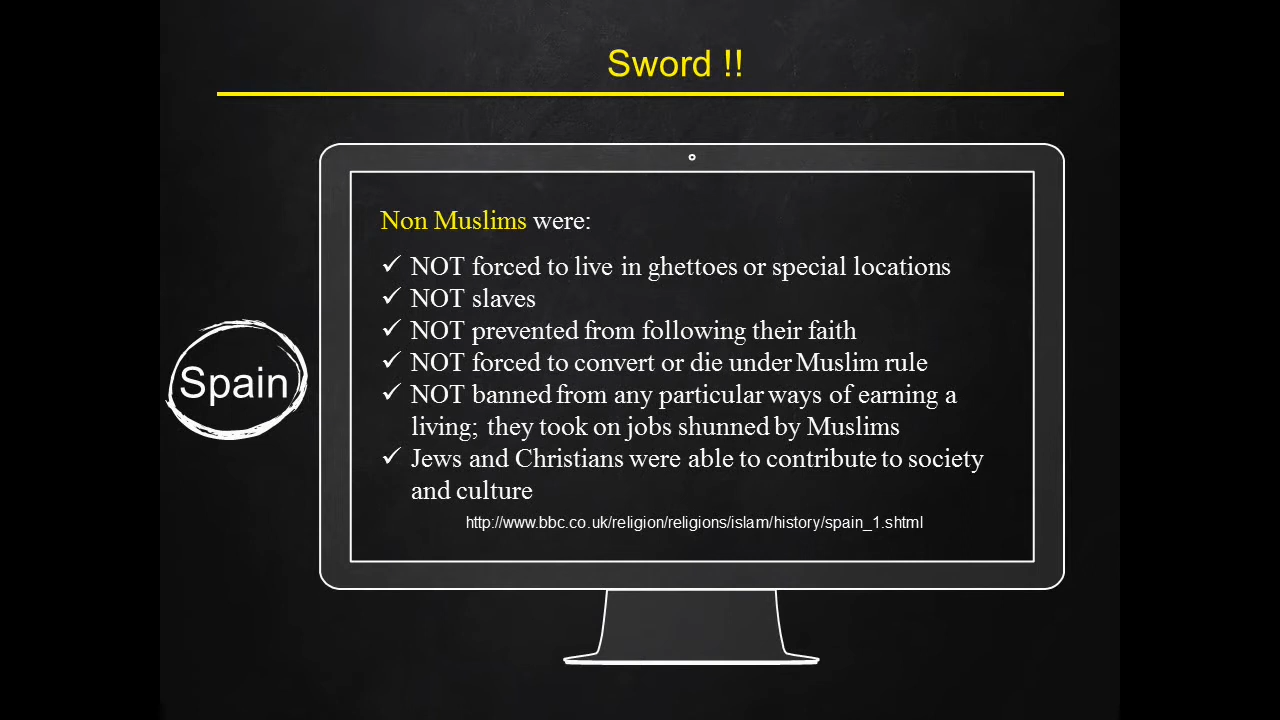 Sword !!
Non Muslims were:
✓ NOT forced to live in ghettoes or special locations
✓ NOT slaves
✓ NOT prevented from following their faith
✓ NOT forced to convert or die under Muslim rule
✓ NOT banned from any particular ways of earning a
living; they took on jobs shunned by Muslims
✓ Jews and Christians were able to contribute to society
and culture
http://www.bbc.co.uk/religion/religions/islam/history/spain_1.shtml
Spain